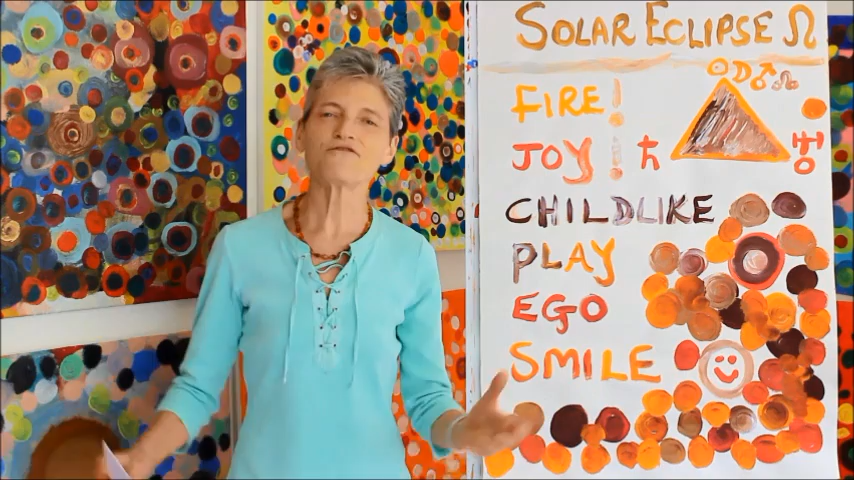 SOLAR ECLIPSE ♌
FIRE!
JOY!
CHILDLIKE
PLAY
EGO
SMILE